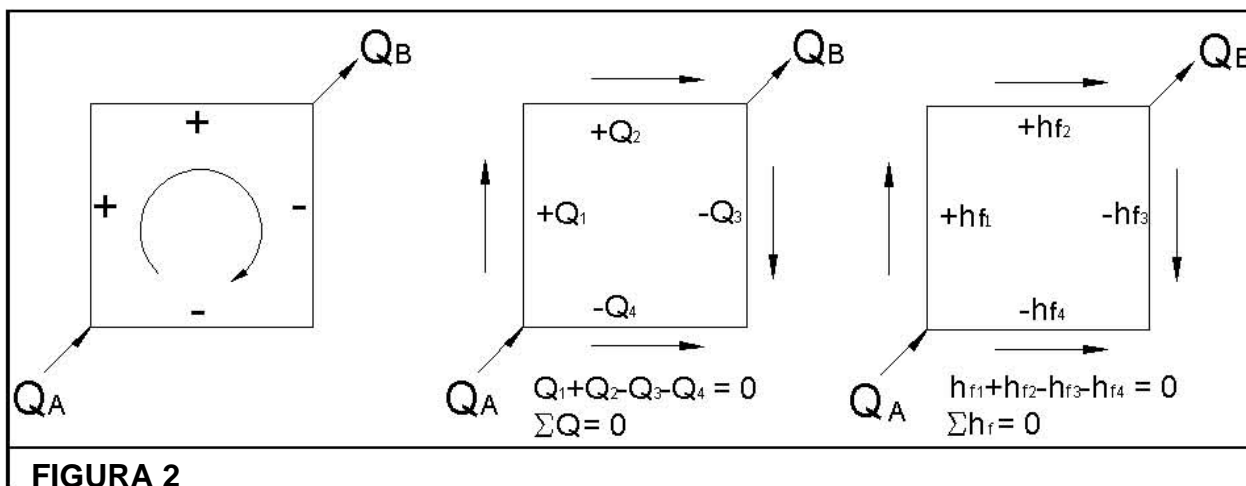 QB
+
+
-
-
QA
QB
+Q2
+Q1
-Q3
-Q4
QA
Q1+Q2-Q3-Q4 = 0
ΣQ = 0
QB
+hf2
+hf1
-hf3
-hf4
QA
hf1+hf2-hf3-hf4 = 0
Σhf = 0
FIGURA 2